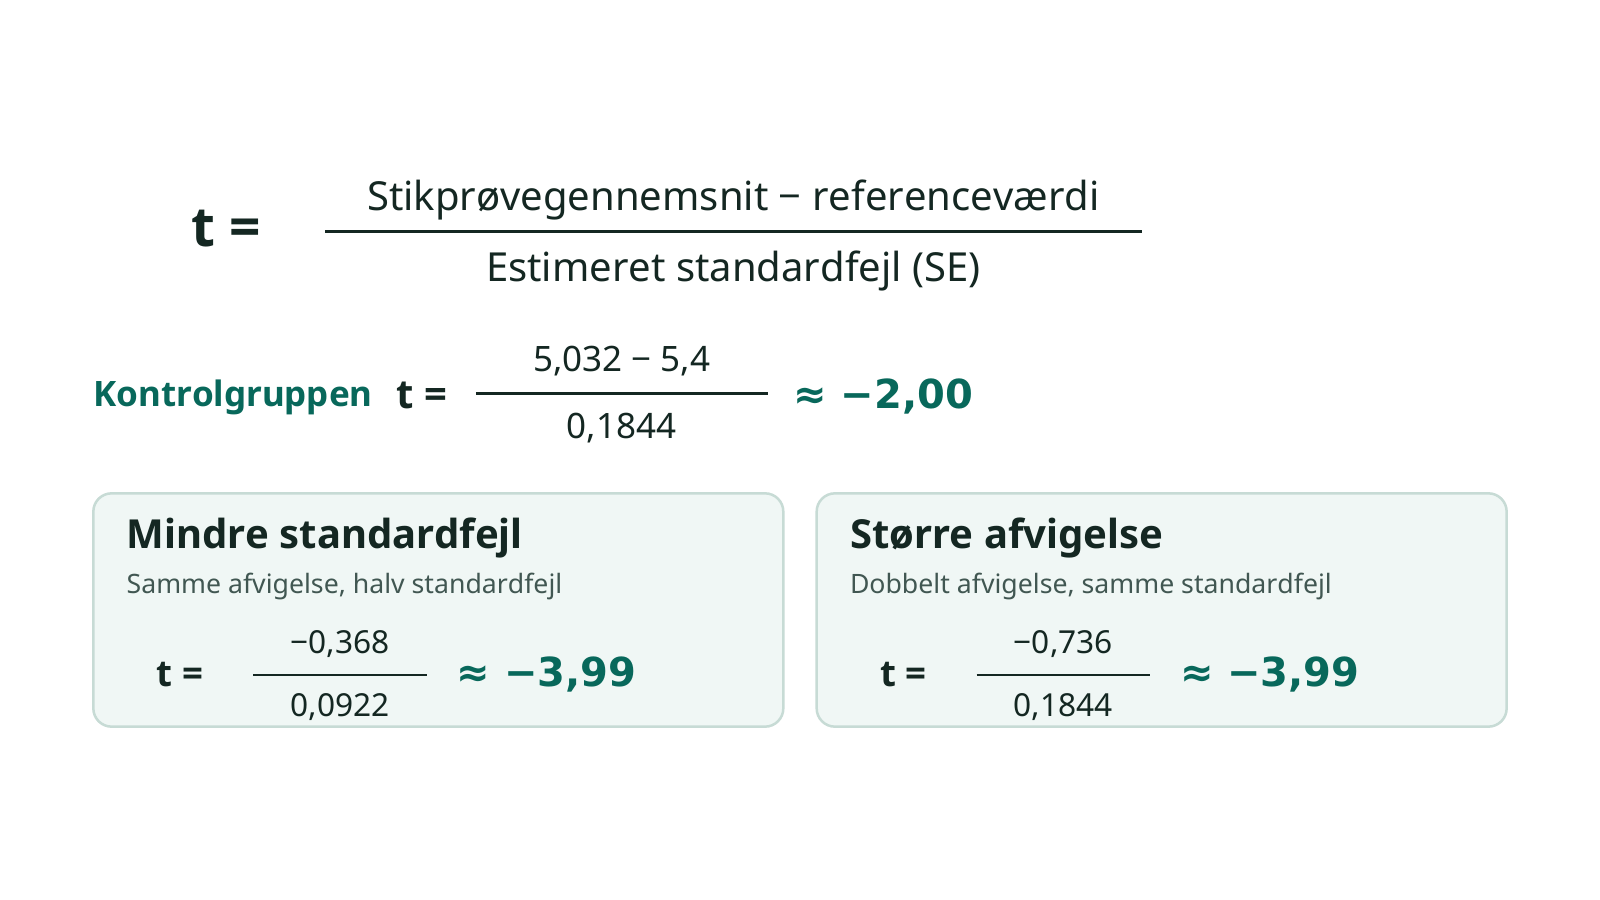 t =
Stikprøvegennemsnit − referenceværdi
Estimeret standardfejl (SE)
Kontrolgruppen t =
5,032 − 5,4
0,1844
≈ −2,00
Mindre standardfejl
Samme afvigelse, halv standardfejl
t =
−0,368
0,0922
≈ −3,99
Større afvigelse
Dobbelt afvigelse, samme standardfejl
t =
−0,736
0,1844
≈ −3,99